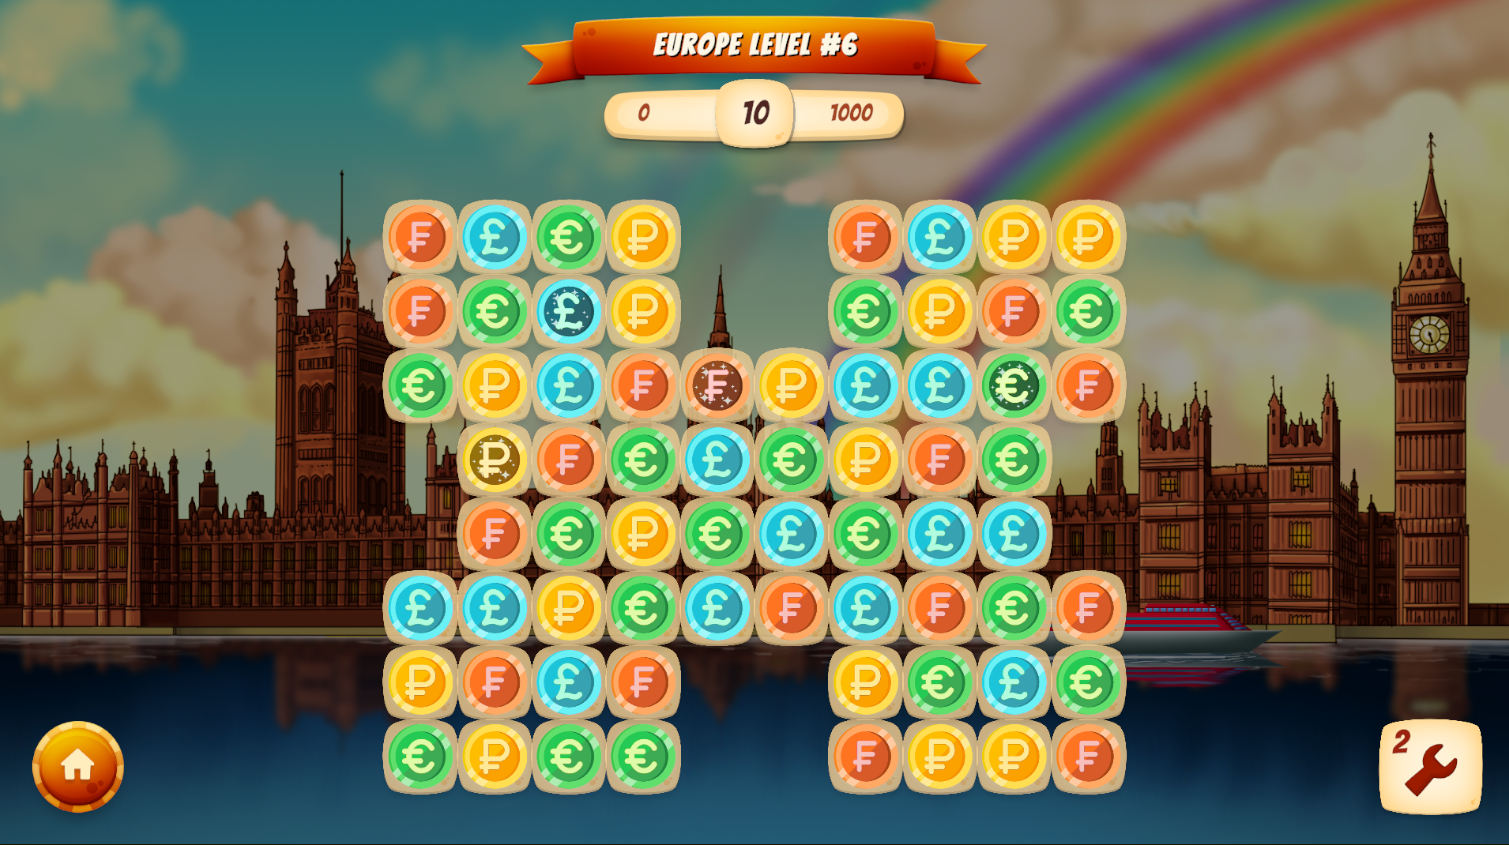 EUROPE LEVEL #6
0 10 1000
₣ £ € ₽ ₣ £ ₽ ₽
₣ € £ ₽ € ₽ ₣ €
€ ₽ £ ₣ ₣ ₽ £ £ € ₣
₽ ₣ € £ € ₽ ₣ €
₣ € ₽ € £ € £ £
£ £ ₽ € £ ₣ £ ₣ € ₣
₽ ₣ £ ₣ ₽ € £ €
€ ₽ € € ₣ ₽ ₽ ₣
2